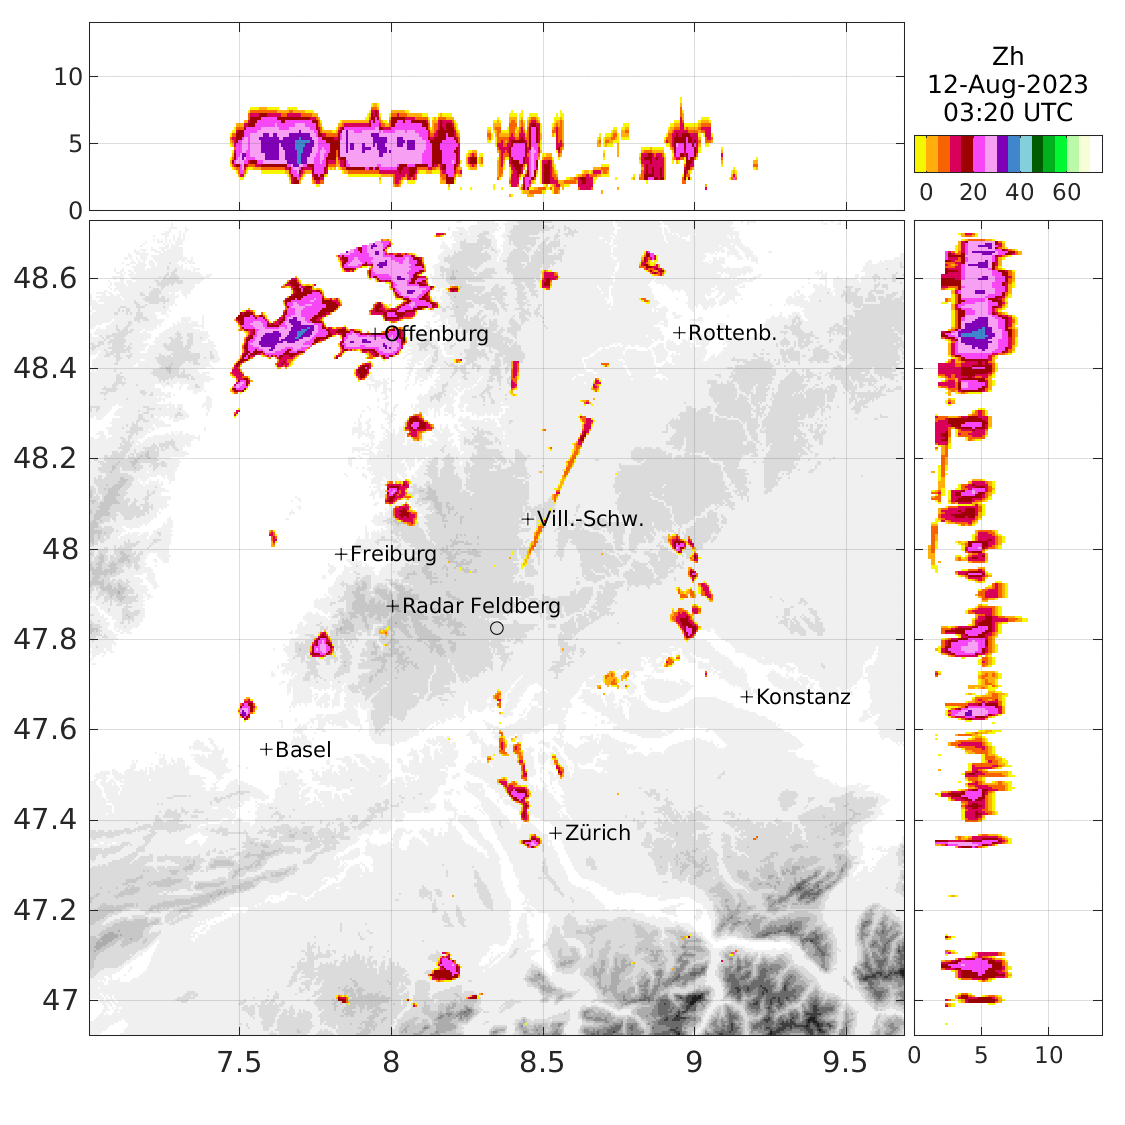 10
5
0
Zh
12-Aug-2023
03:20 UTC
0 20 40 60
48.6
48.4
48.2
48
47.8
47.6
47.4
47.2
47
Offenburg
Rottenb.
Vill.-Schw.
Freiburg
Radar Feldberg
Konstanz
Basel
Zürich
7.5 8 8.5 9 9.5
0 5 10